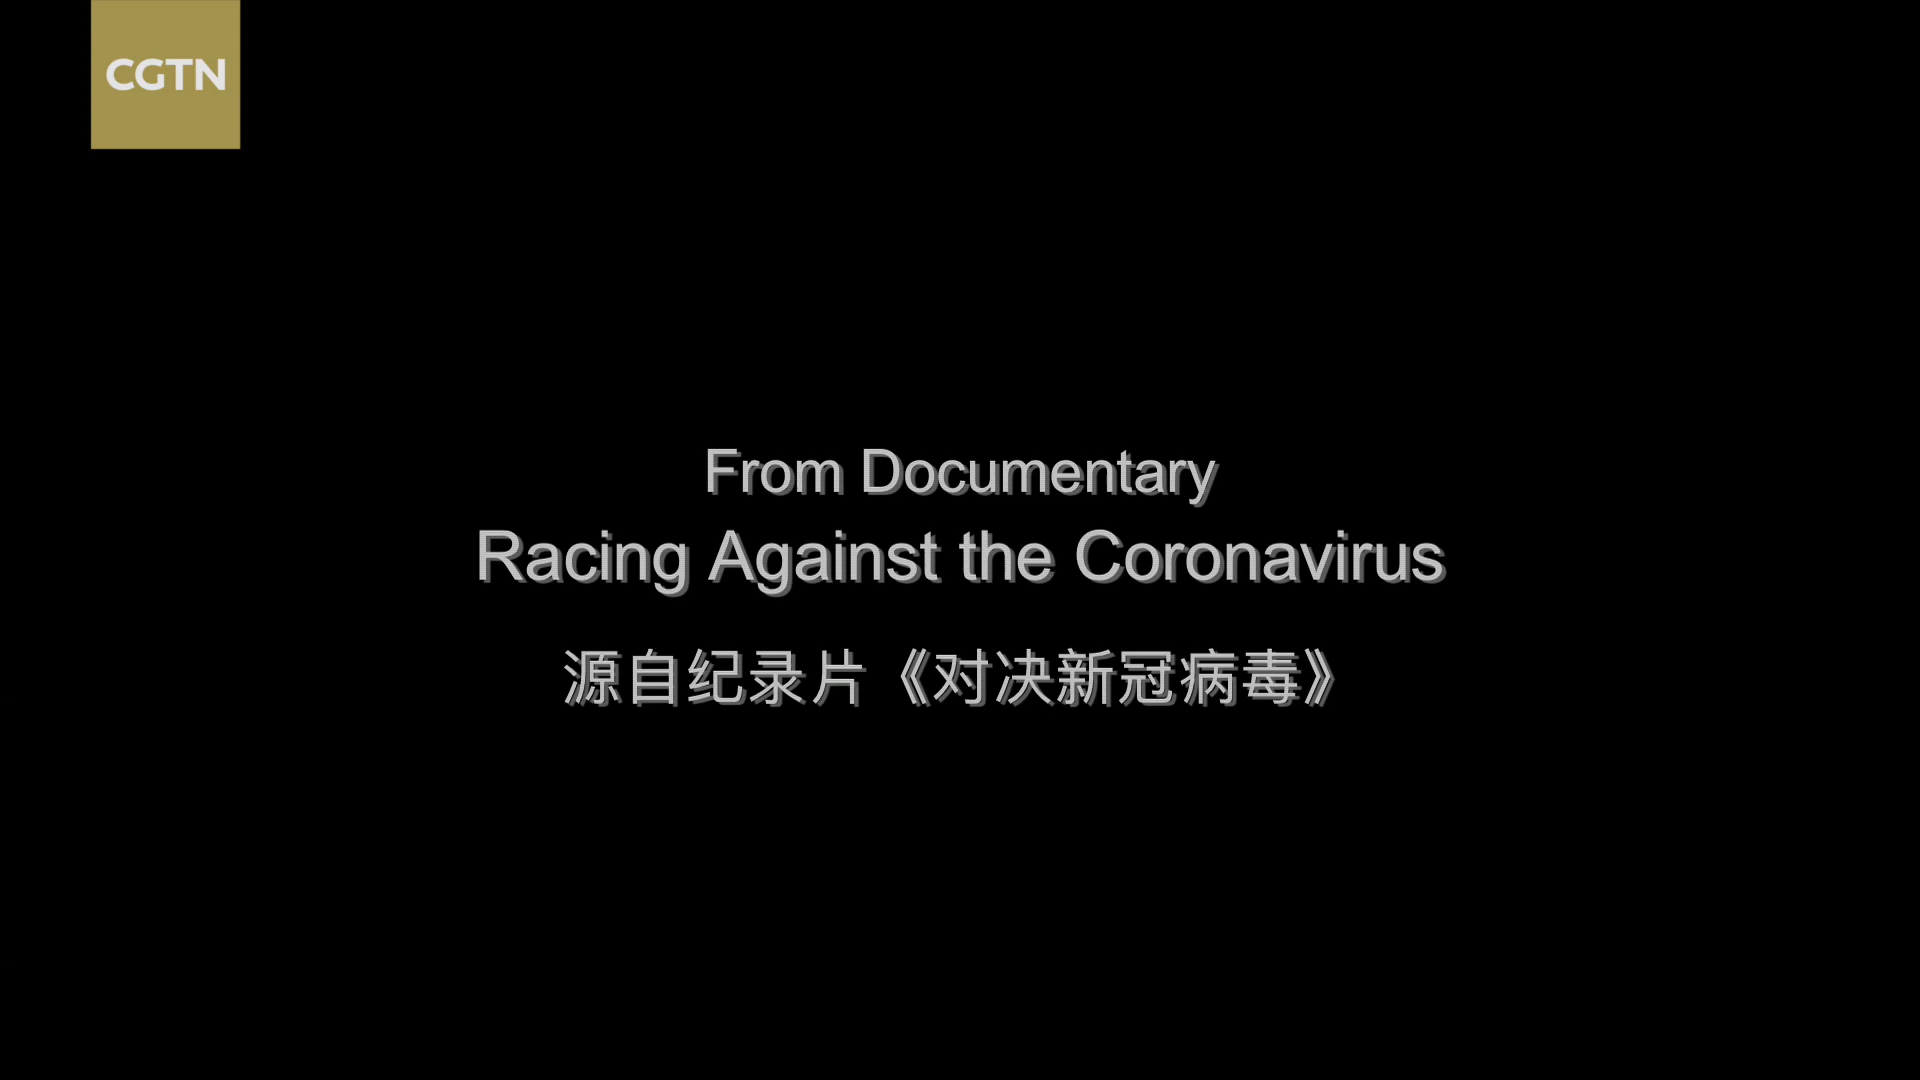 CGTN
From Documentary
Racing Against the Coronavirus
源自纪录片《对决新冠病毒》